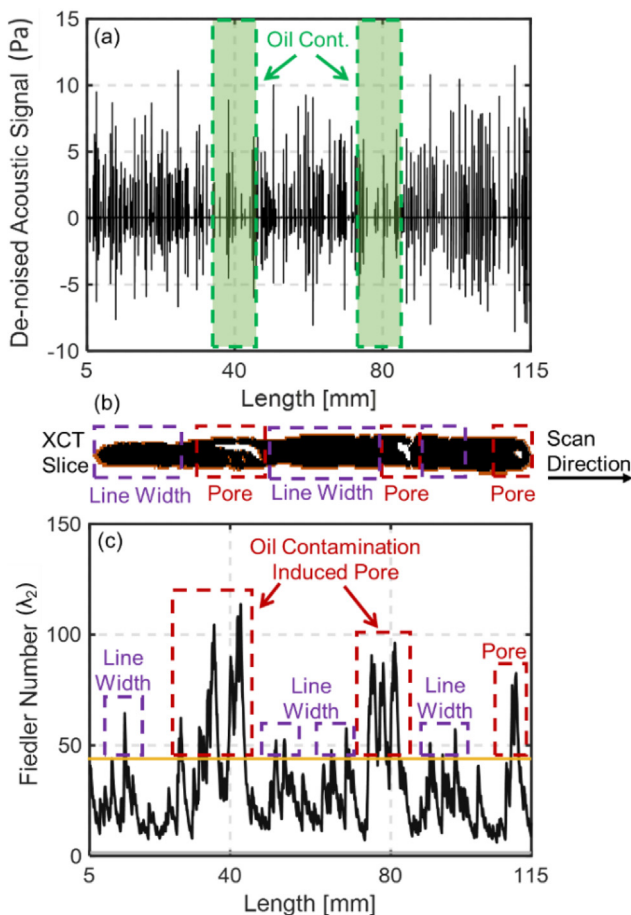 (a)
Oil Cont.
De-noised Acoustic Signal (Pa)
15
10
5
0
-5
-10
5
40
80
115
Length [mm]
(b)
XCT
Slice
Scan
Direction
Line Width
Pore
Line Width
Pore
Pore
(c)
Oil Contamination
Induced Pore
Fiedler Number (λ₂)
150
100
50
0
Line
Width
Line
Width
Line
Width
Pore
5
40
80
115
Length [mm]